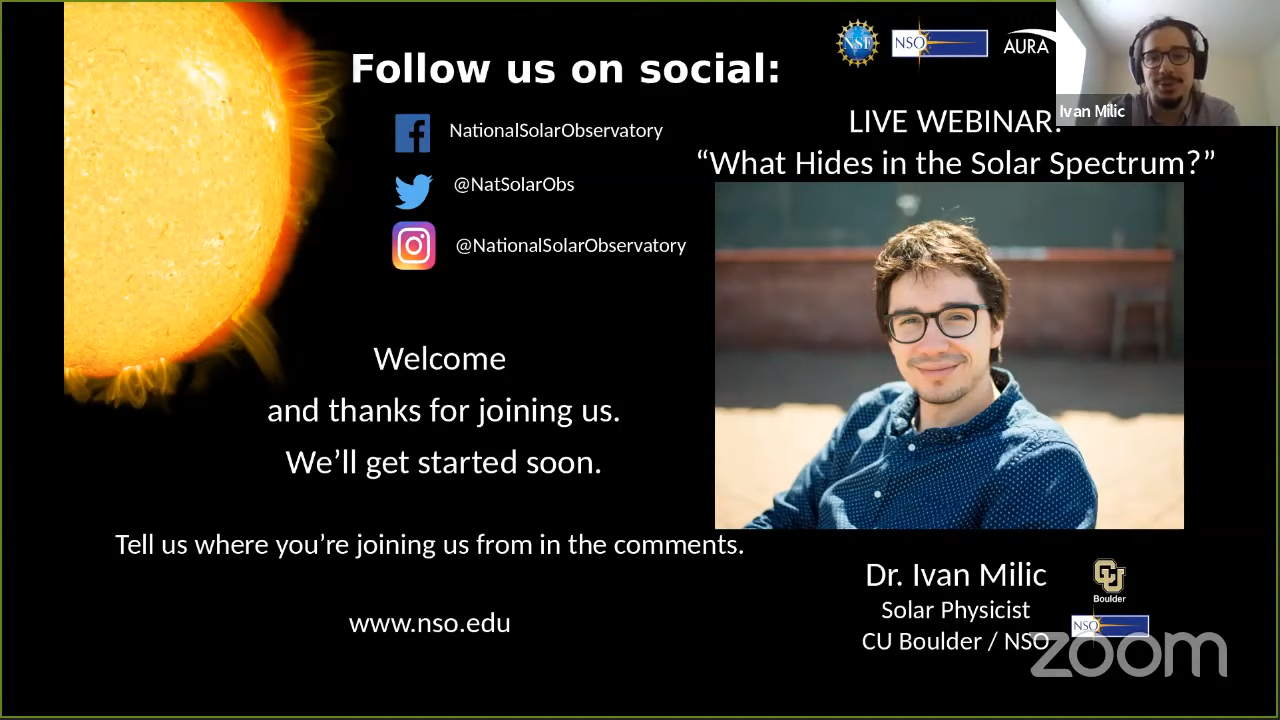 Follow us on social:
NationalSolarObservatory
@NatSolarObs
@NationalSolarObservatory
Welcome
and thanks for joining us.
We’ll get started soon.
Tell us where you’re joining us from in the comments.
www.nso.edu
NSF
NSO
AURA
Ivan Milic
LIVE WEBINAR:
“What Hides in the Solar Spectrum?”
Dr. Ivan Milic
Solar Physicist
CU Boulder / NSO
CU
Boulder
NSO
zoom